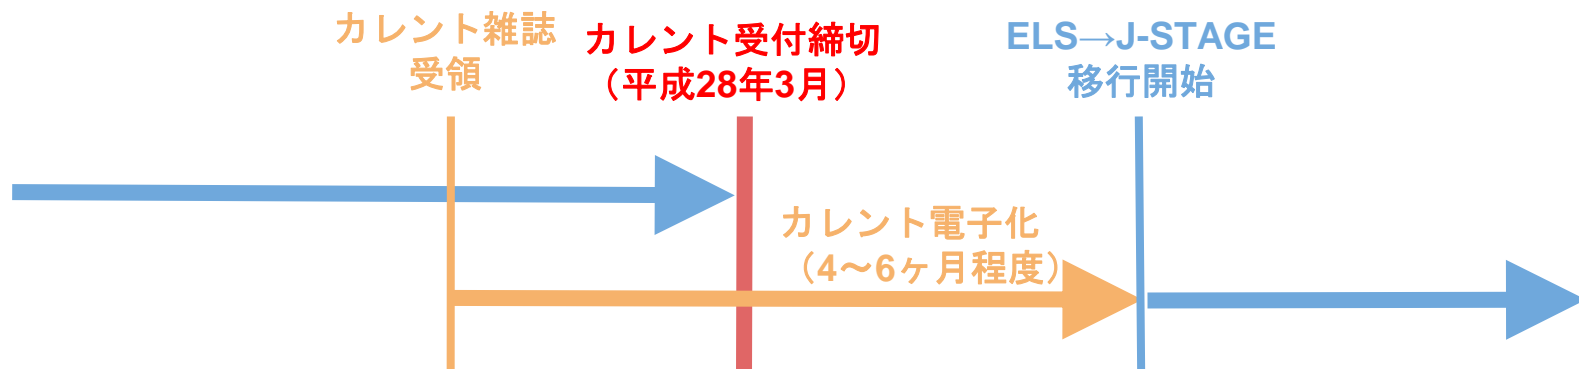 カレント雑誌
受領
カレント受付締切
（平成28年3月）
ELS→J-STAGE
移行開始
カレント電子化
（4〜6ヶ月程度）